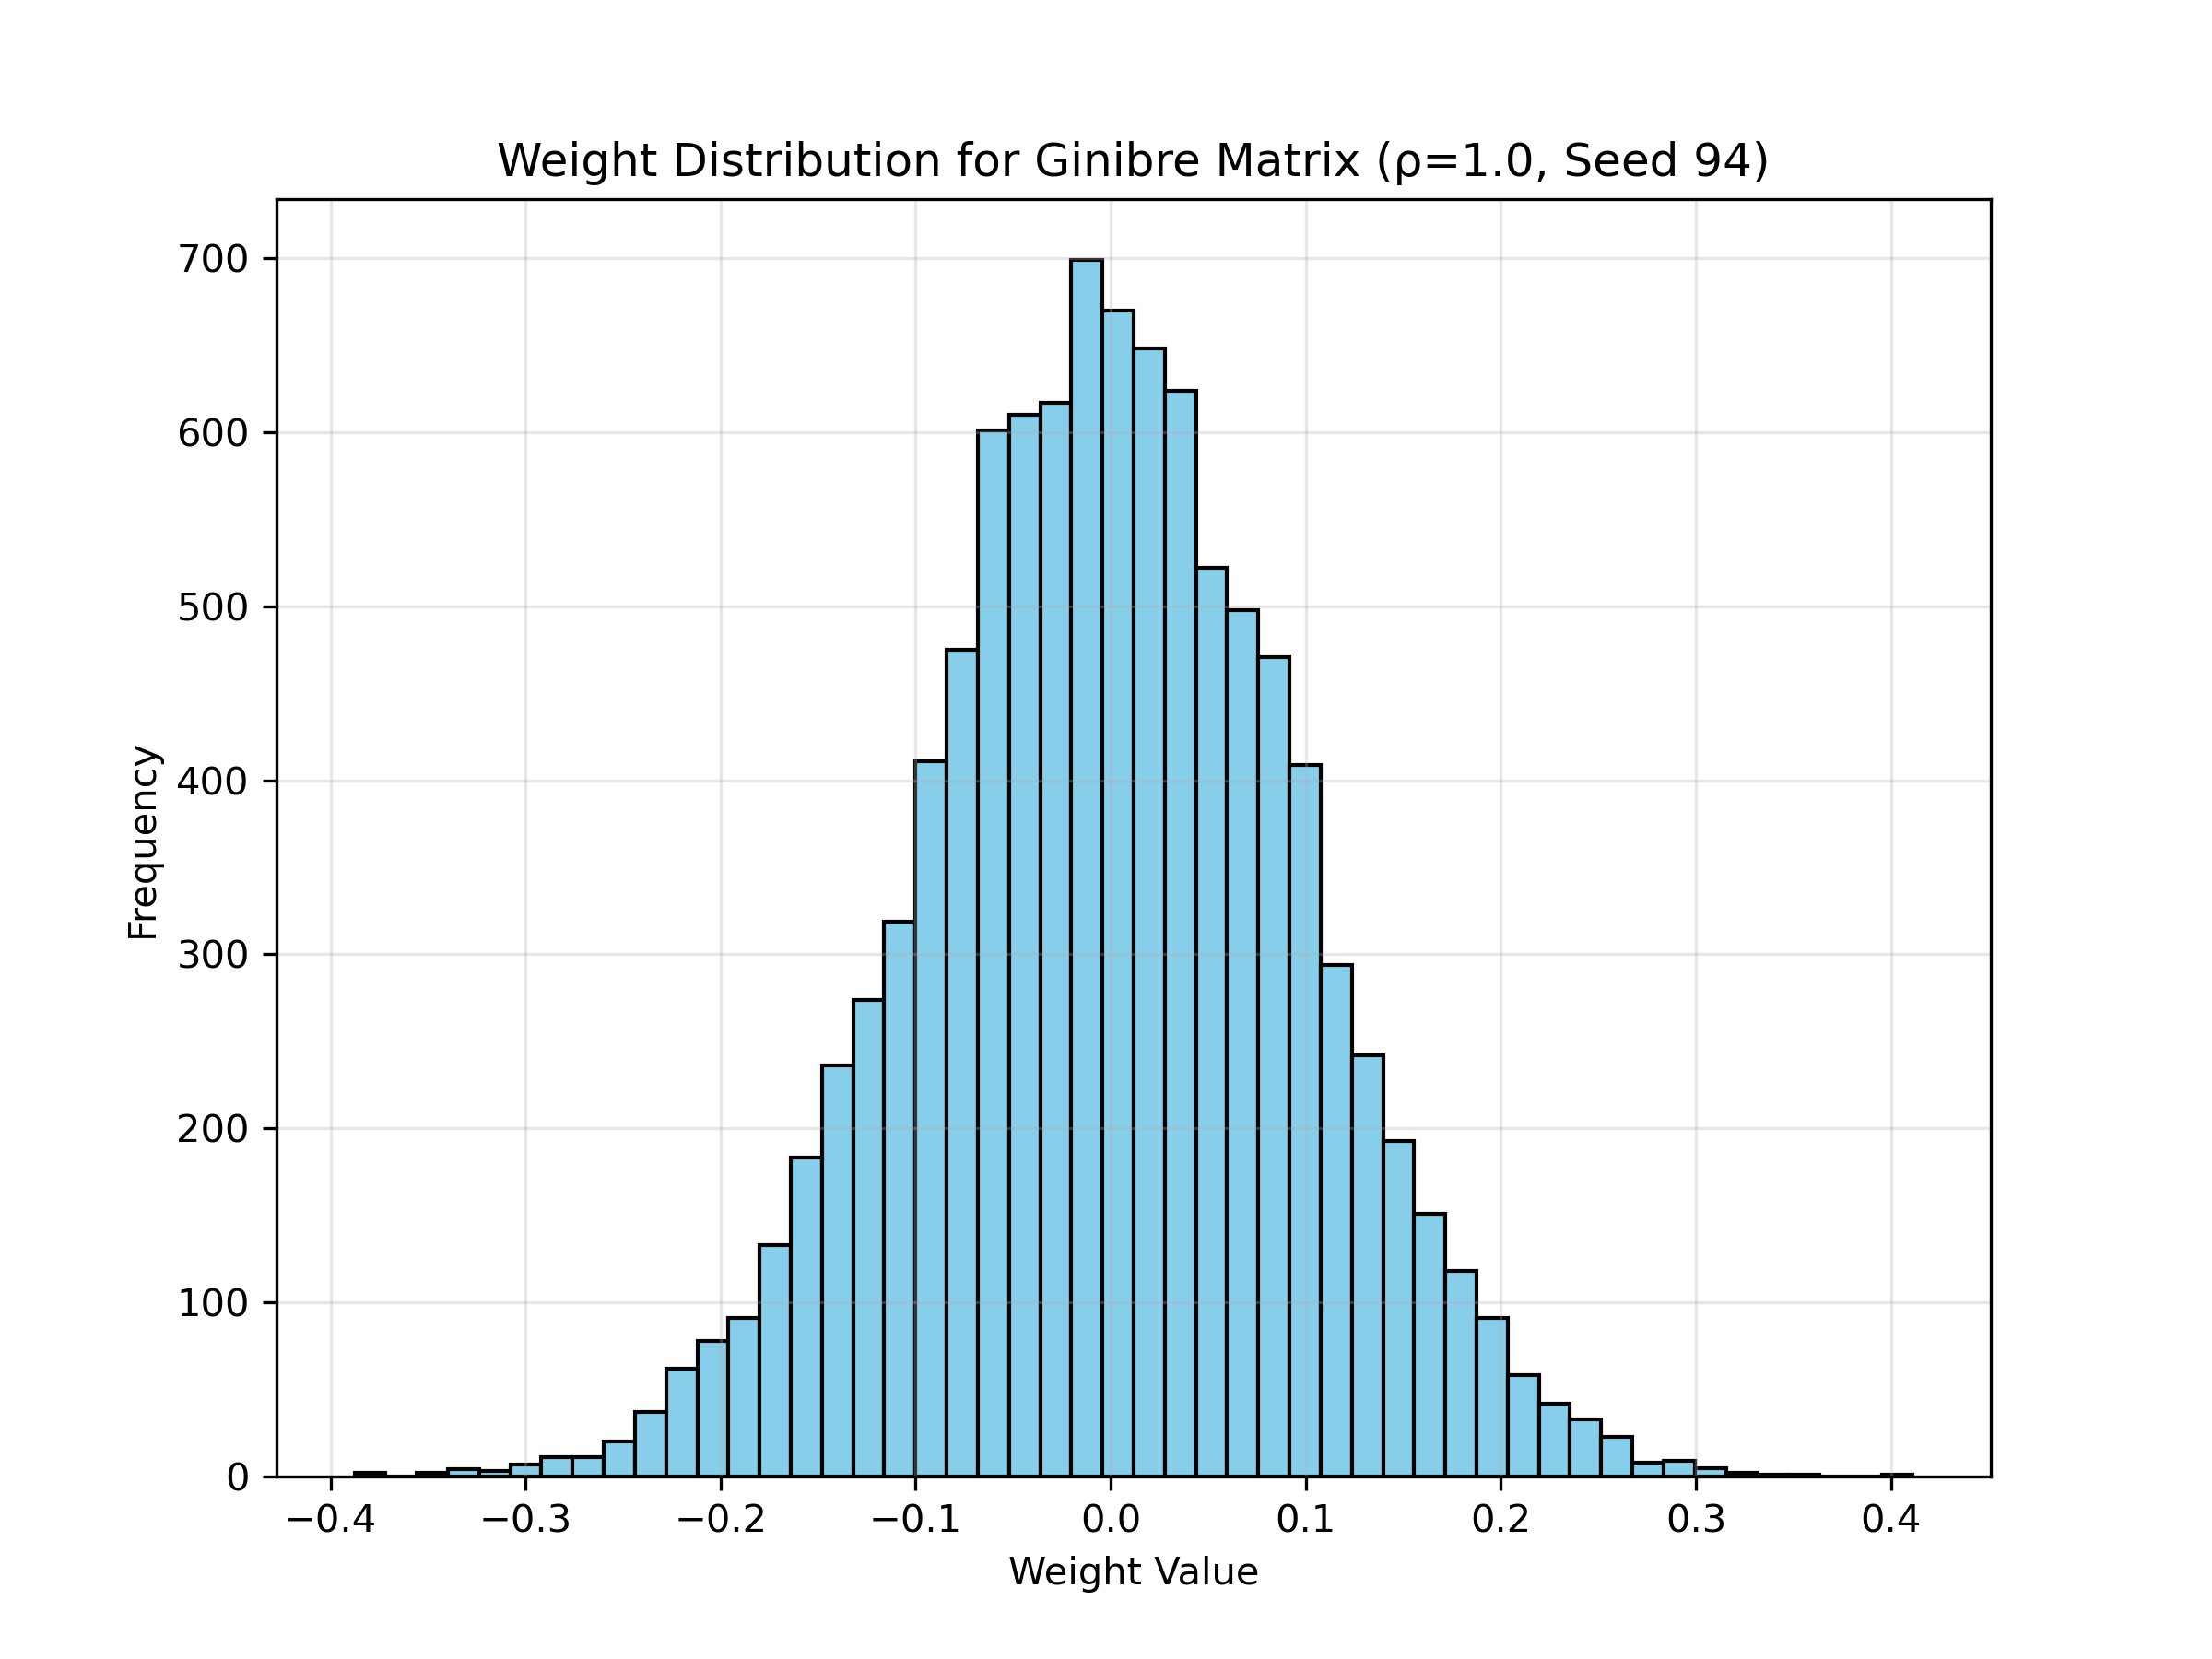 Weight Distribution for Ginibre Matrix (ρ=1.0, Seed 94)
700
600
500
400
300
200
100
0
Frequency
−0.4 −0.3 −0.2 −0.1 0.0 0.1 0.2 0.3 0.4
Weight Value